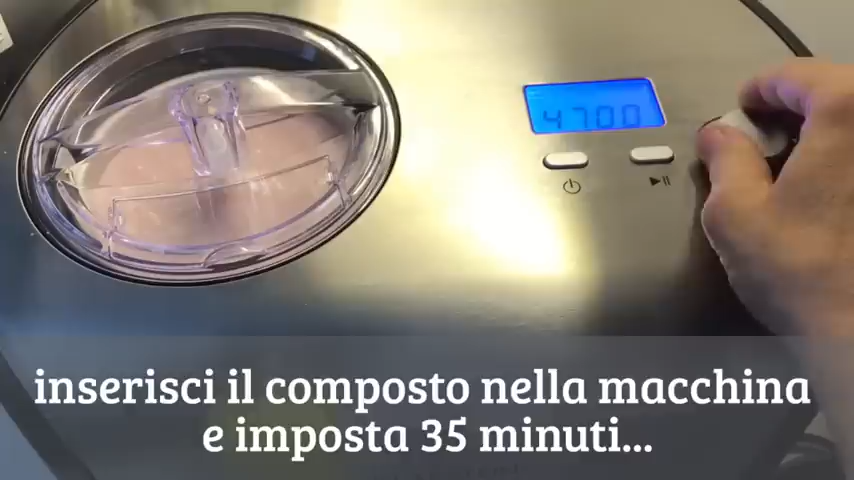 4700
inserisci il composto nella macchina
e imposta 35 minuti...